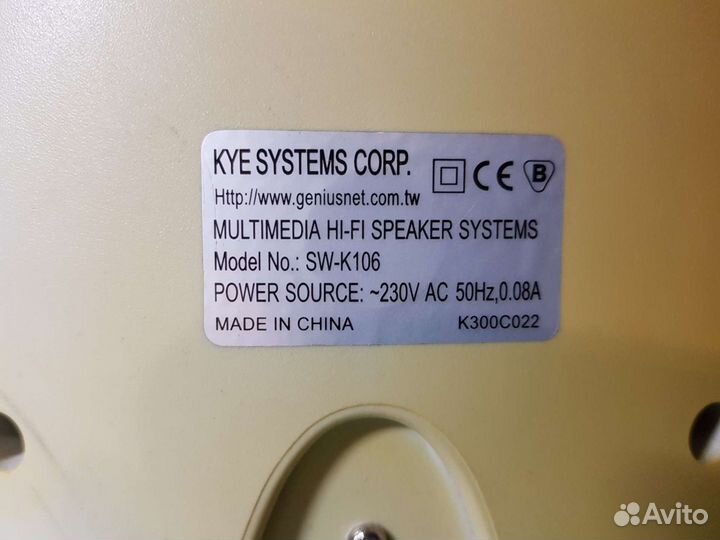 KYE SYSTEMS CORP.
CE B
Http://www.geniusnet.com.tw
MULTIMEDIA HI-FI SPEAKER SYSTEMS
Model No.: SW-K106
POWER SOURCE: ~230V AC 50Hz,0.08A
MADE IN CHINA K300C022
Avito